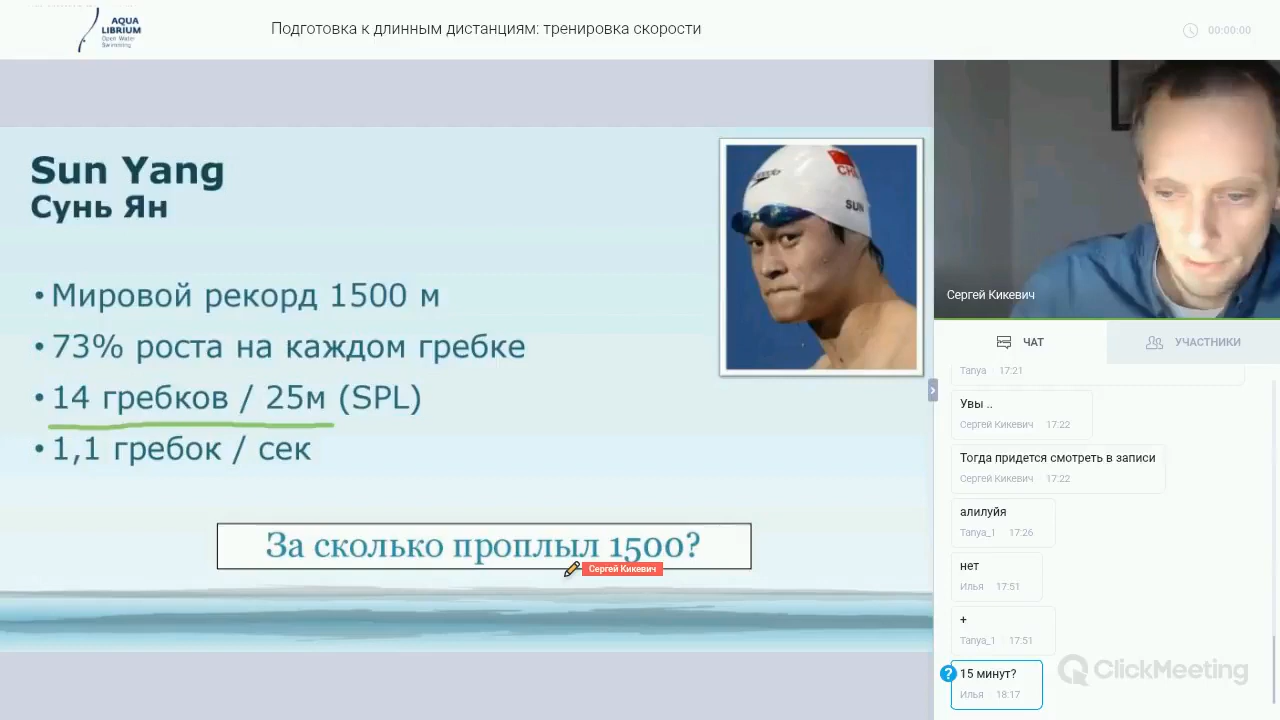 AQUA
LIBRIUM
Open Water
Swimming
Подготовка к длинным дистанциям: тренировка скорости
00:00:00
Sun Yang
Сунь Ян
• Мировой рекорд 1500 м
• 73% роста на каждом гребке
• 14 гребков / 25м (SPL)
• 1,1 гребок / сек
За сколько проплыл 1500?
Сергей Кикевич
SUN
Сергей Кикевич
ЧАТ
УЧАСТНИКИ
Tanya 17:21
Увы ..
Сергей Кикевич 17:22
Тогда придется смотреть в записи
Сергей Кикевич 17:22
алилуйя
Tanya_1 17:26
нет
Илья 17:51
+
Tanya_1 17:51
? 15 минут?
Илья 18:17
ClickMeeting